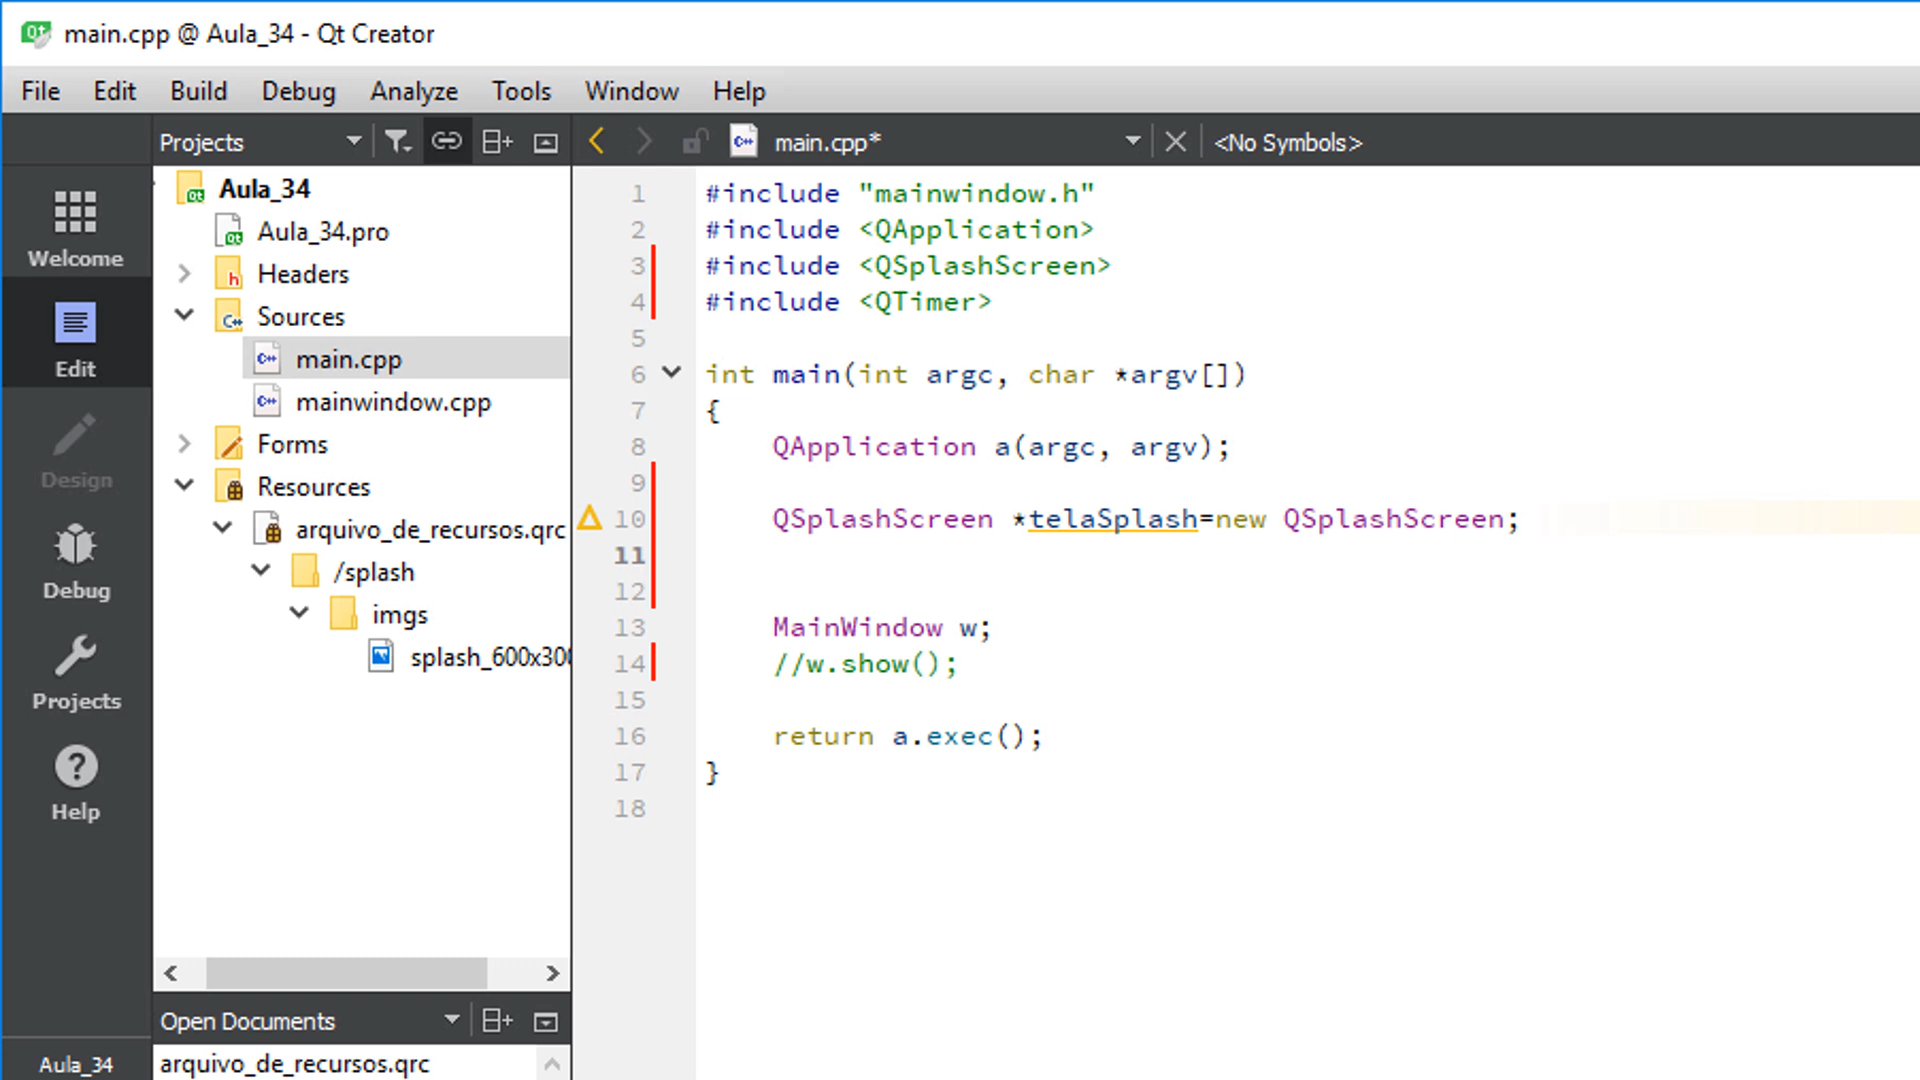 main.cpp @ Aula_34 - Qt Creator
File Edit Build Debug Analyze Tools Window Help
Projects
main.cpp*
<No Symbols>
Welcome
Edit
Design
Debug
Projects
Help
Aula_34
Aula_34
Aula_34.pro
Headers
Sources
main.cpp
mainwindow.cpp
Forms
Resources
arquivo_de_recursos.qrc
/splash
imgs
splash_600x300
Open Documents
arquivo_de_recursos.qrc
1 #include "mainwindow.h"
2 #include <QApplication>
3 #include <QSplashScreen>
4 #include <QTimer>
5
6 int main(int argc, char *argv[])
7 {
8 QApplication a(argc, argv);
9
10 QSplashScreen *telaSplash=new QSplashScreen;
11
12
13 MainWindow w;
14 //w.show();
15
16 return a.exec();
17 }
18